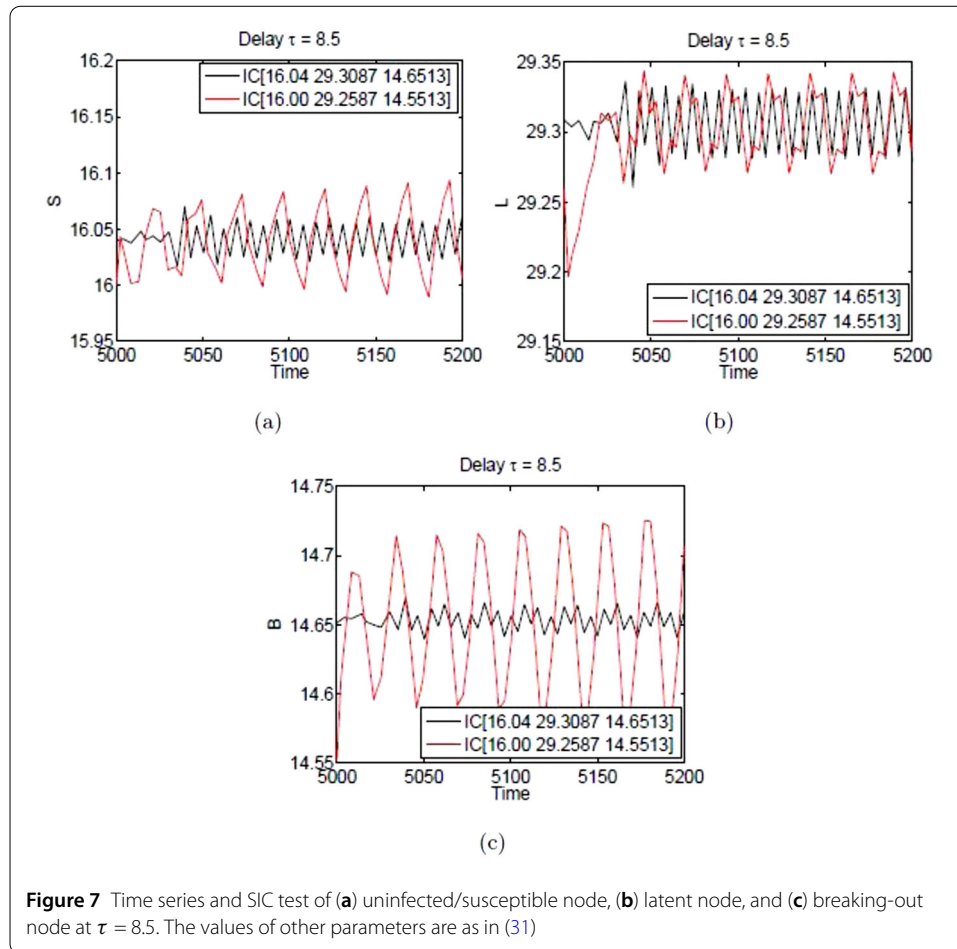 Delay τ = 8.5
16.2
16.15
16.1
16.05
16
15.95
S
IC[16.04 29.3087 14.6513]
IC[16.00 29.2587 14.5513]
5000
5050
5100
5150
5200
Time
(a)
Delay τ = 8.5
29.35
29.3
29.25
29.2
29.15
L
IC[16.04 29.3087 14.6513]
IC[16.00 29.2587 14.5513]
5000
5050
5100
5150
5200
Time
(b)
Delay τ = 8.5
14.75
14.7
14.65
14.6
14.55
B
IC[16.04 29.3087 14.6513]
IC[16.00 29.2587 14.5513]
5000
5050
5100
5150
5200
Time
(c)
Figure 7 Time series and SIC test of (a) uninfected/susceptible node, (b) latent node, and (c) breaking-out
node at τ = 8.5. The values of other parameters are as in (31)